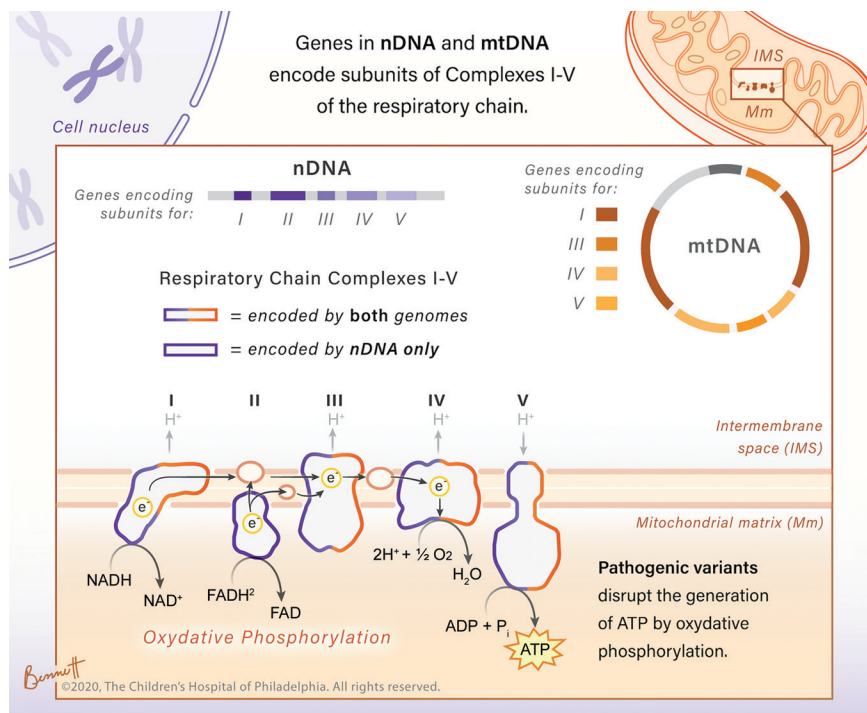 Genes in nDNA and mtDNA
encode subunits of Complexes I-V
of the respiratory chain.
Cell nucleus
IMS
Mm
nDNA
Genes encoding
subunits for:
I II III IV V
Genes encoding
subunits for:
I
III
IV
V
mtDNA
Respiratory Chain Complexes I-V
= encoded by both genomes
= encoded by nDNA only
I II III IV V
H⁺ H⁺ H⁺ H⁺
Intermembrane
space (IMS)
e⁻ e⁻ e⁻ e⁻
Mitochondrial matrix (Mm)
NADH
NAD⁺
FADH²
FAD
2H⁺ + ½ O₂
H₂O
ADP + Pᵢ
ATP
Oxydative Phosphorylation
Pathogenic variants
disrupt the generation
of ATP by oxydative
phosphorylation.
Bennett
©2020, The Children's Hospital of Philadelphia. All rights reserved.